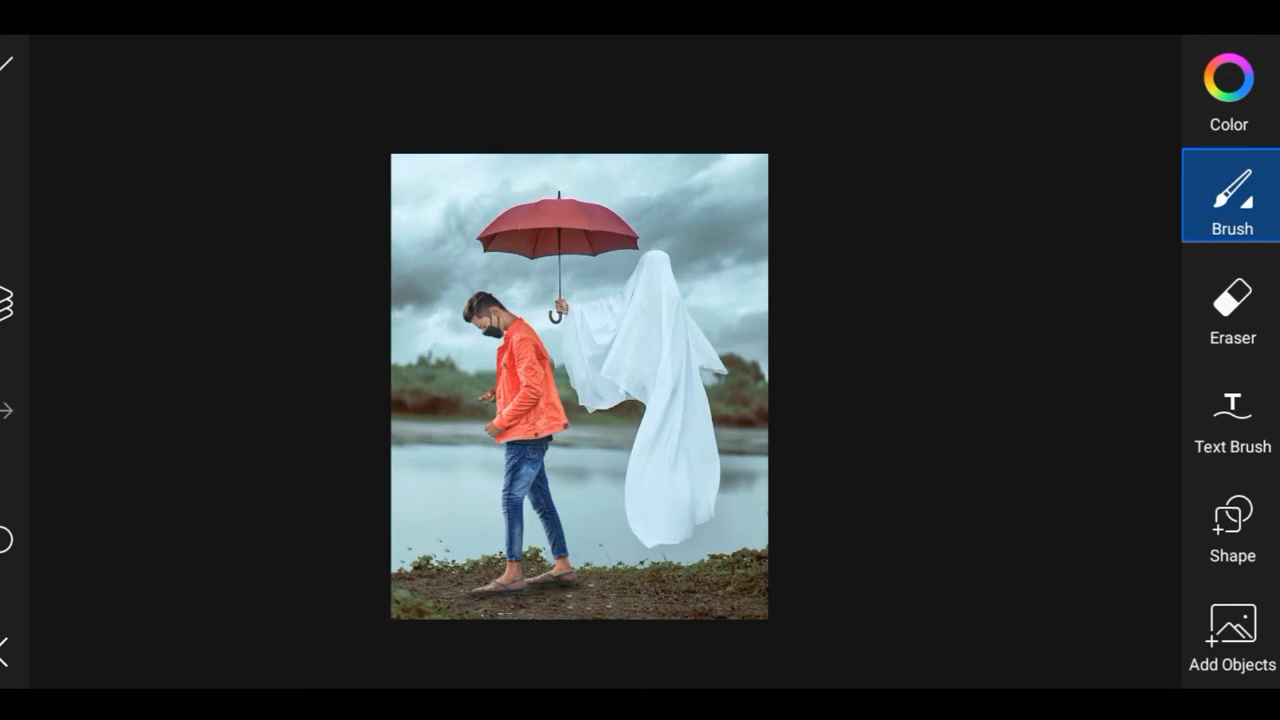 Color
Brush
Eraser
Text Brush
Shape
Add Objects